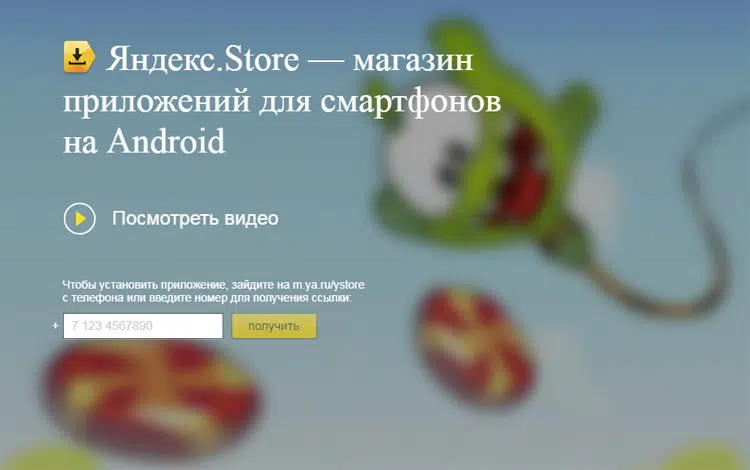 Яндекс.Store — магазин
приложений для смартфонов
на Android
Посмотреть видео
Чтобы установить приложение, зайдите на m.ya.ru/ystore
с телефона или введите номер для получения ссылки:
+ 7 123 4567890 получить